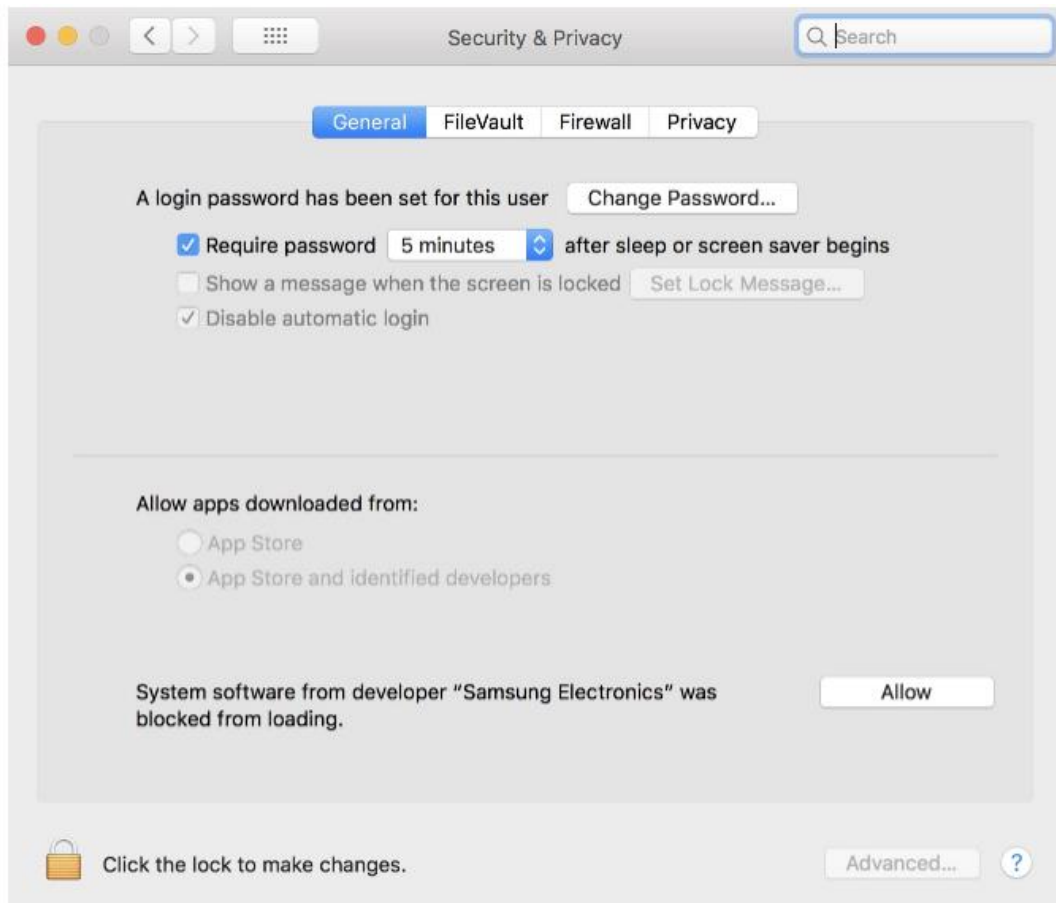 Security & Privacy
Search
General FileVault Firewall Privacy
A login password has been set for this user Change Password...
Require password 5 minutes after sleep or screen saver begins
Show a message when the screen is locked Set Lock Message...
Disable automatic login
Allow apps downloaded from:
App Store
App Store and identified developers
System software from developer “Samsung Electronics” was Allow
blocked from loading.
Click the lock to make changes. Advanced... ?